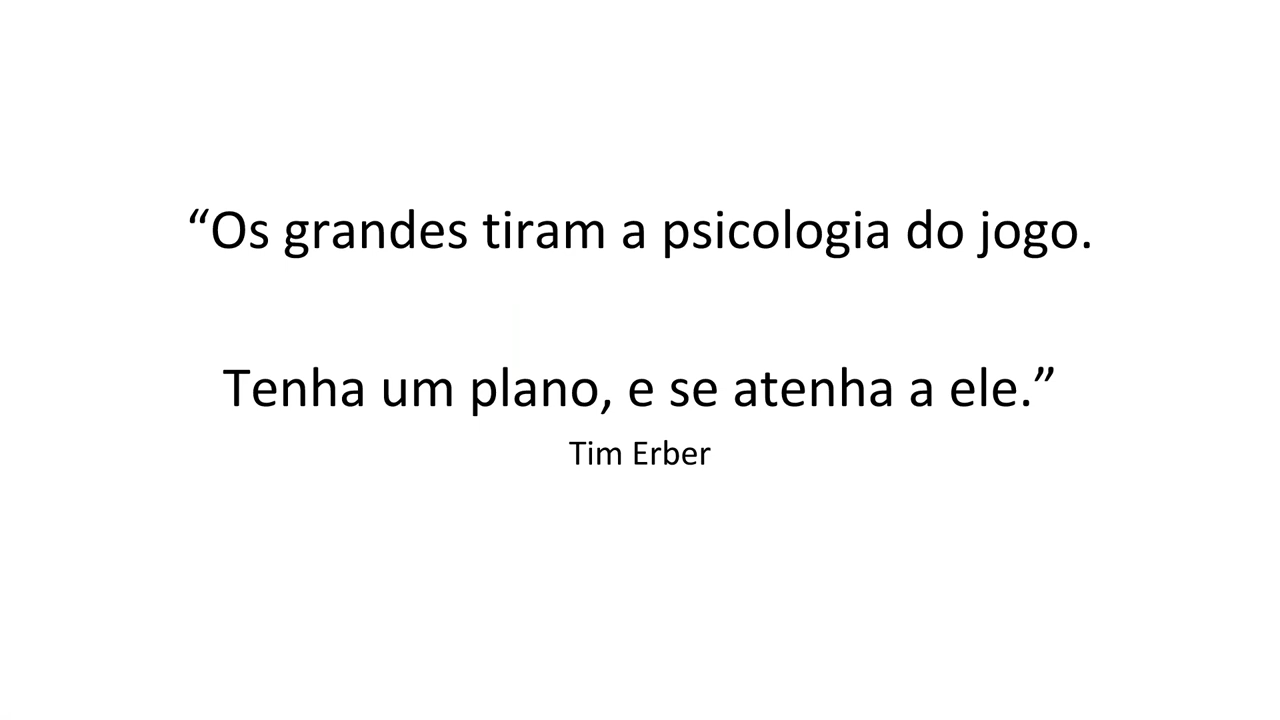 “Os grandes tiram a psicologia do jogo.
Tenha um plano, e se atenha a ele.”
Tim Erber